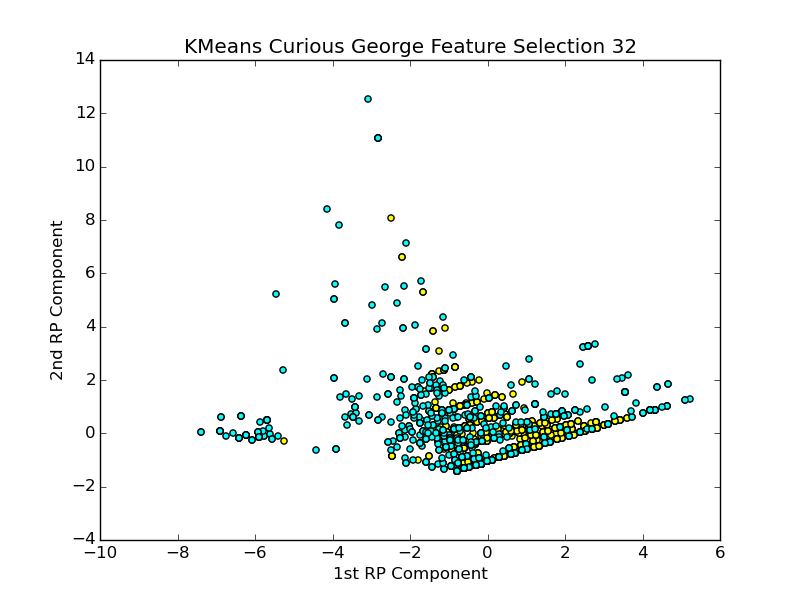 KMeans Curious George Feature Selection 32
14
12
10
8
6
4
2
0
−2
−4
2nd RP Component
−10 −8 −6 −4 −2 0 2 4 6
1st RP Component